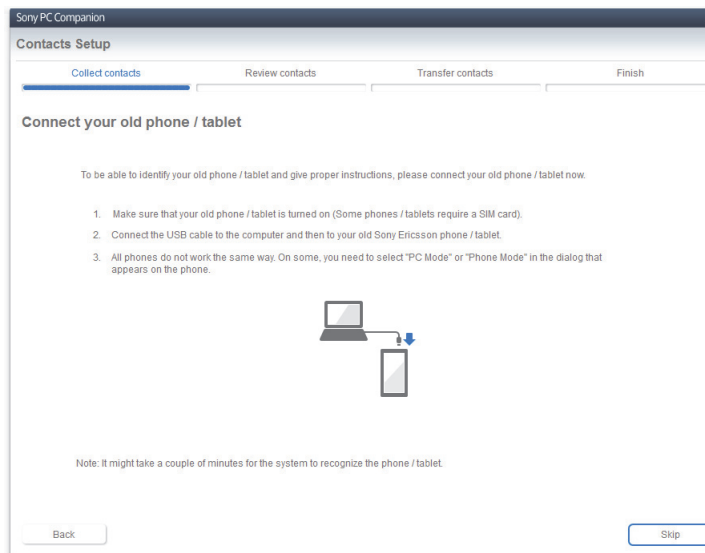 Sony PC Companion
Contacts Setup
Collect contacts Review contacts Transfer contacts Finish
Connect your old phone / tablet
To be able to identify your old phone / tablet and give proper instructions, please connect your old phone / tablet now.
1. Make sure that your old phone / tablet is turned on (Some phones / tablets require a SIM card).
2. Connect the USB cable to the computer and then to your old Sony Ericsson phone / tablet.
3. All phones do not work the same way. On some, you need to select "PC Mode" or "Phone Mode" in the dialog that
appears on the phone.
Note: It might take a couple of minutes for the system to recognize the phone / tablet.
Back Skip